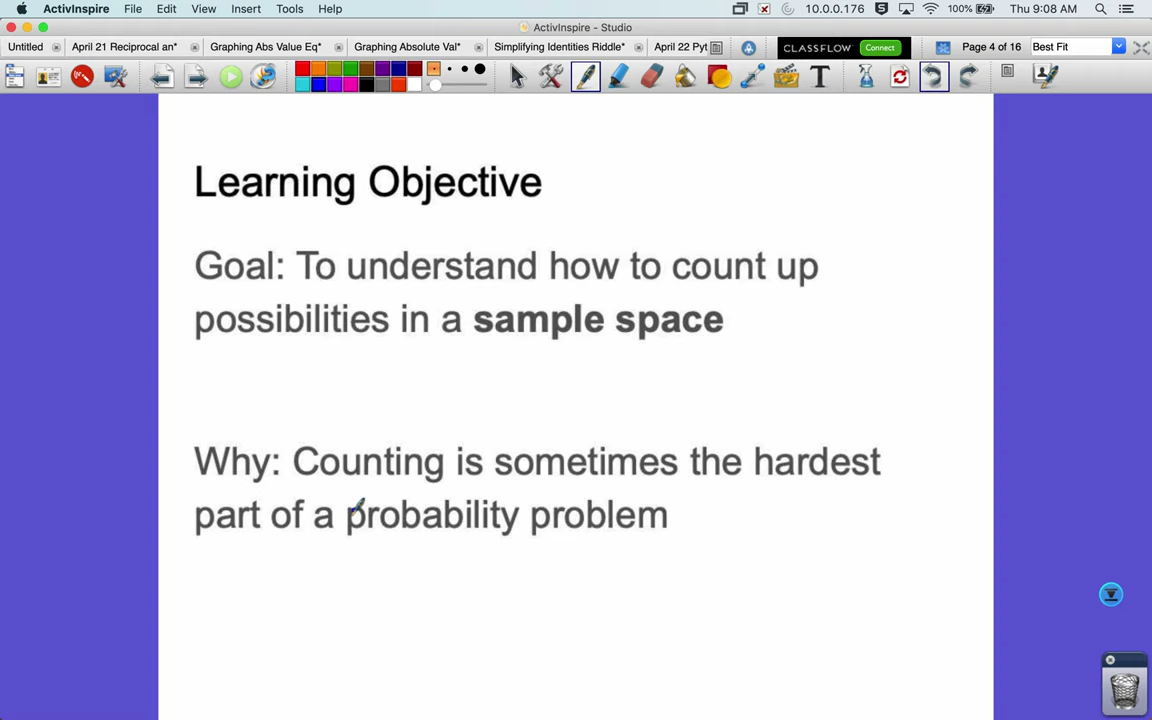 ActivInspire File Edit View Insert Tools Help 10.0.0.176 100% Thu 9:08 AM
ActivInspire - Studio
Untitled April 21 Reciprocal an* Graphing Abs Value Eq* Graphing Absolute Val* Simplifying Identities Riddle* April 22 Pyt CLASSFLOW Connect Page 4 of 16 Best Fit
Learning Objective
Goal: To understand how to count up
possibilities in a sample space
Why: Counting is sometimes the hardest
part of a probability problem